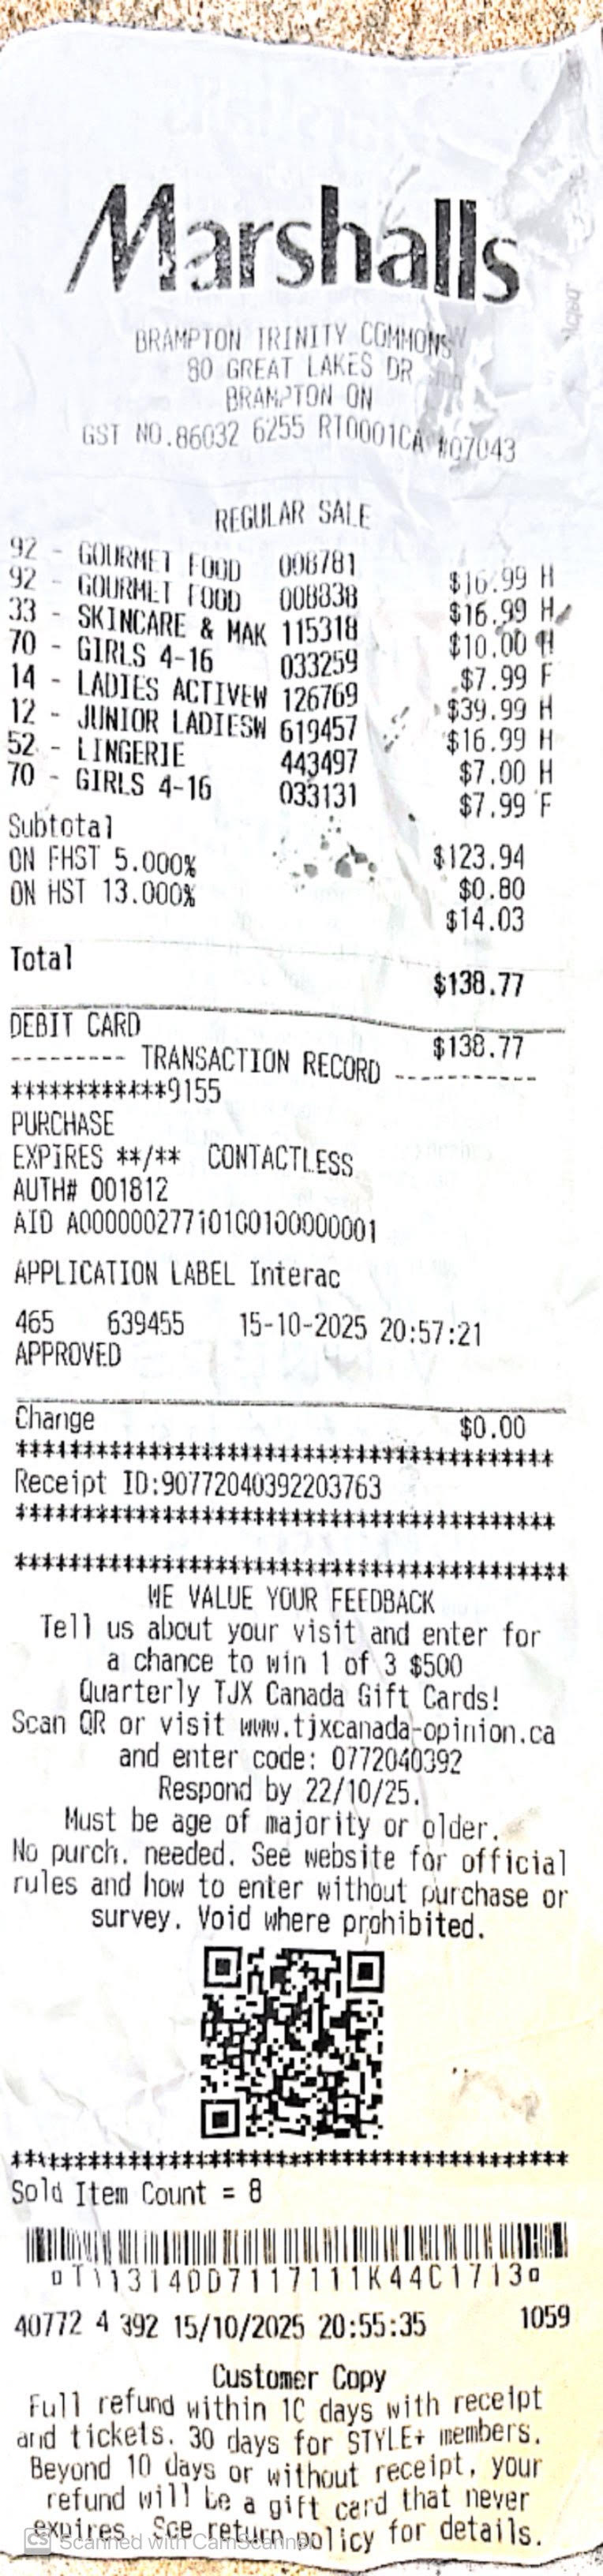 Marshalls
BRAMPTON TRINITY COMMONS
80 GREAT LAKES DR
BRAMPTON ON
GST NO.86032 6255 RT0001CA #07043
REGULAR SALE
92 - GOURMET FOOD 008781 $16.99 H
92 - GOURMET FOOD 008838 $16.99 H
33 - SKINCARE & MAK 115318 $10.00 H
70 - GIRLS 4-16 033259 $7.99 F
14 - LADIES ACTIVEW 126769 $39.99 H
12 - JUNIOR LADIESW 619457 $16.99 H
52 - LINGERIE 443497 $7.00 H
70 - GIRLS 4-16 033131 $7.99 F
Subtotal $123.94
ON FHST 5.000% $0.80
ON HST 13.000% $14.03
Total $138.77
DEBIT CARD $138.77
--------- TRANSACTION RECORD ------------
************9155
PURCHASE
EXPIRES **/** CONTACTLESS
AUTH# 001812
AID A0000002771010010000000​1
APPLICATION LABEL Interac
465 639455 15-10-2025 20:57:21
APPROVED
Change $0.00
******************************************
Receipt ID:90772040392203763
******************************************
******************************************
WE VALUE YOUR FEEDBACK
Tell us about your visit and enter for
a chance to win 1 of 3 $500
Quarterly TJX Canada Gift Cards!
Scan QR or visit www.tjxcanada-opinion.ca
and enter code: 0772040392
Respond by 22/10/25.
Must be age of majority or older.
No purch. needed. See website for official
rules and how to enter without purchase or
survey. Void where prohibited.
******************************************
Sold Item Count = 8
40772 4 392 15/10/2025 20:55:35 1059
Customer Copy
Full refund within 10 days with receipt
and tickets. 30 days for STYLE+ members.
Beyond 10 days or without receipt, your
refund will be a gift card that never
expires. See return policy for details.
CS Scanned with CamScanner